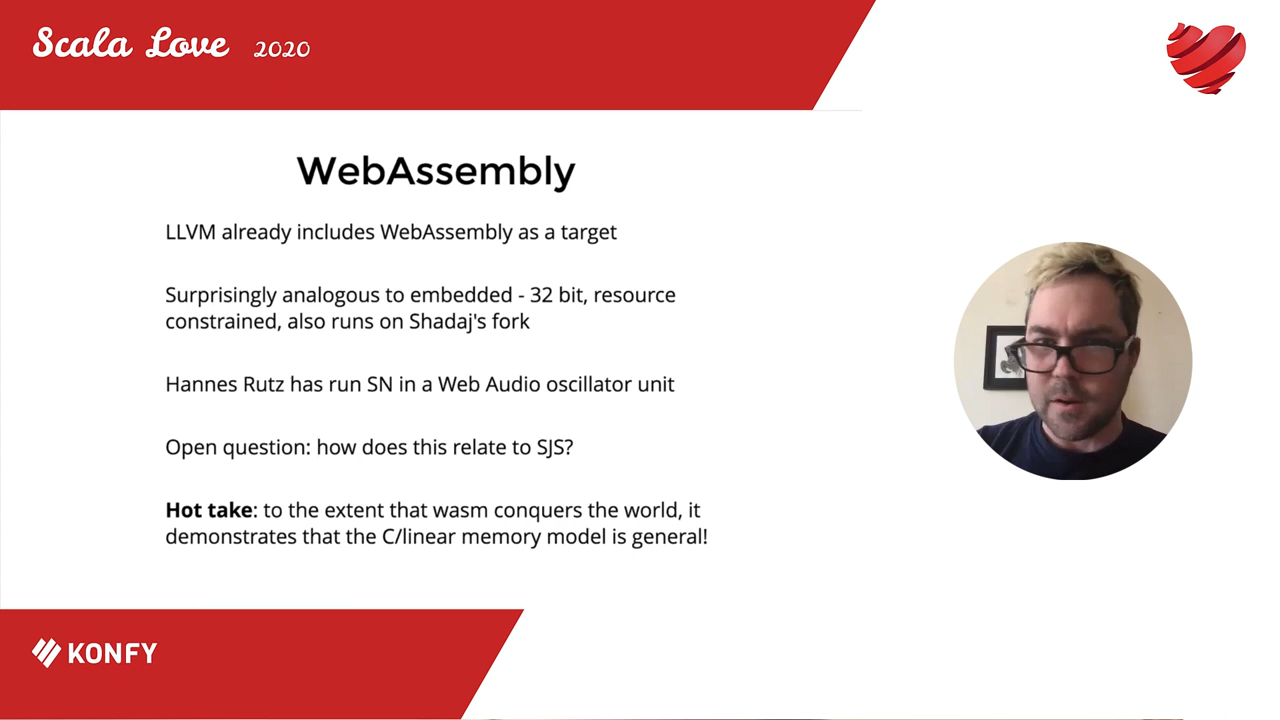 Scala Love 2020
WebAssembly
LLVM already includes WebAssembly as a target
Surprisingly analogous to embedded - 32 bit, resource
constrained, also runs on Shadaj's fork
Hannes Rutz has run SN in a Web Audio oscillator unit
Open question: how does this relate to SJS?
Hot take: to the extent that wasm conquers the world, it
demonstrates that the C/linear memory model is general!
KONFY